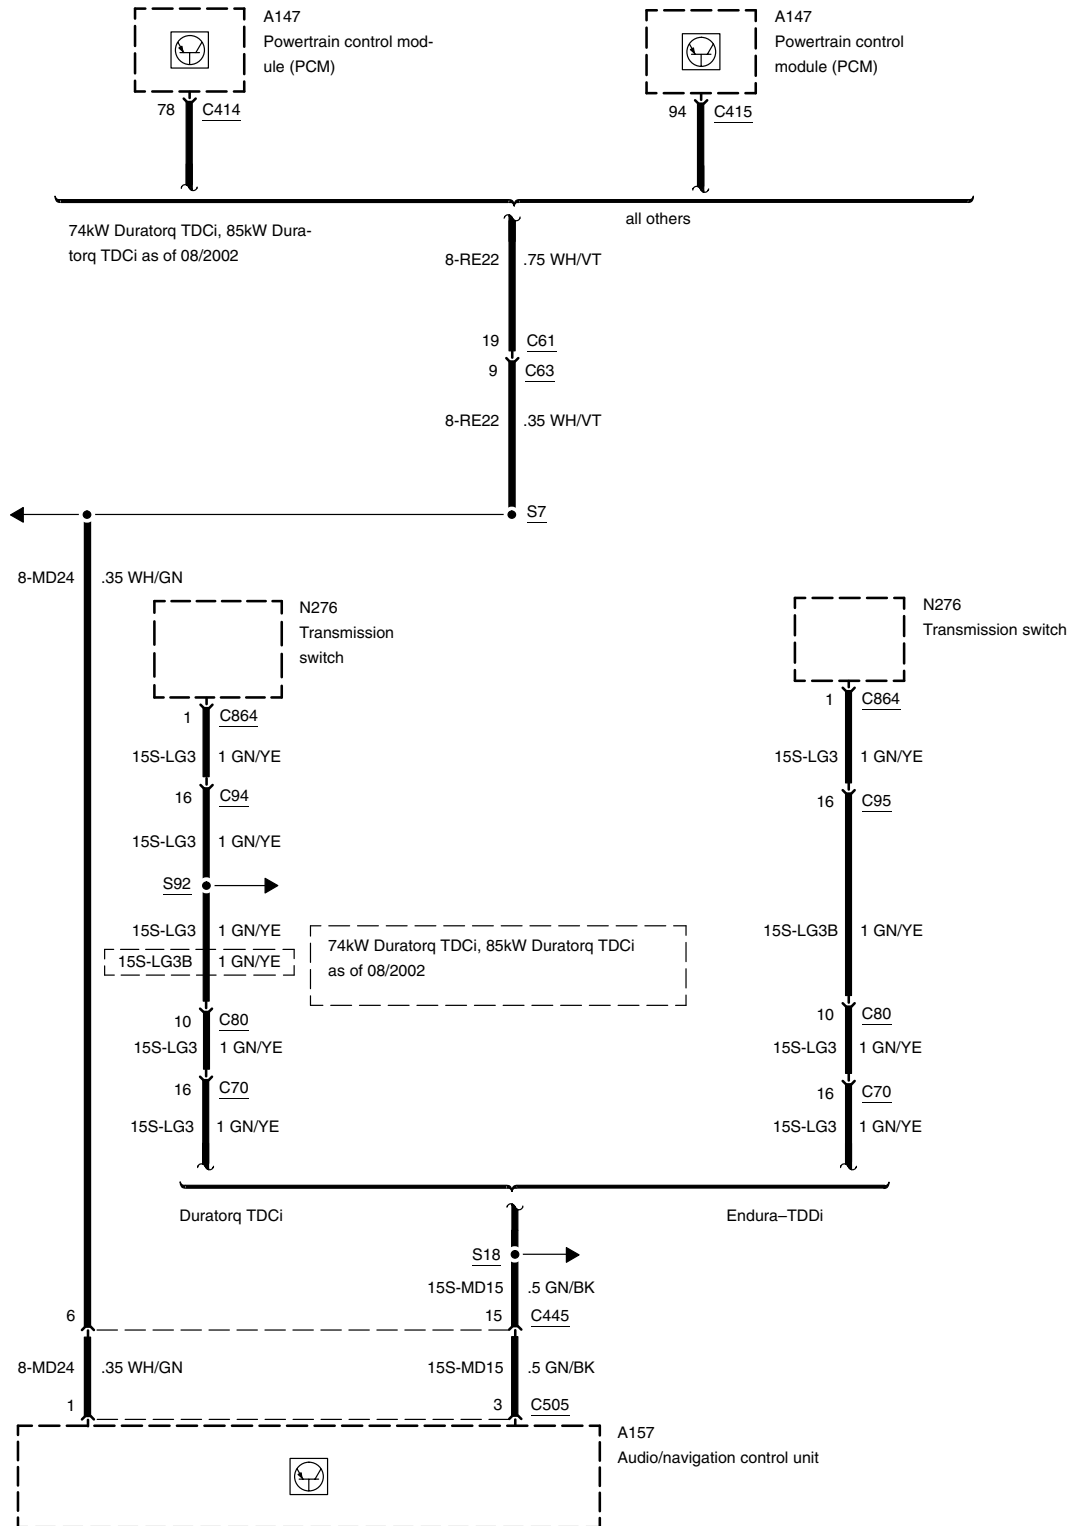 A147
Powertrain control mod-
ule (PCM)
78 C414
A147
Powertrain control
module (PCM)
94 C415
74kW Duratorq TDCi, 85kW Dura-
torq TDCi as of 08/2002
all others
8-RE22 .75 WH/VT
19 C61
9 C63
8-RE22 .35 WH/VT
S7
8-MD24 .35 WH/GN
N276
Transmission
switch
1 C864
15S-LG3 1 GN/YE
16 C94
15S-LG3 1 GN/YE
S92
15S-LG3 1 GN/YE
15S-LG3B 1 GN/YE
74kW Duratorq TDCi, 85kW Duratorq TDCi
as of 08/2002
10 C80
15S-LG3 1 GN/YE
16 C70
15S-LG3 1 GN/YE
N276
Transmission switch
1 C864
15S-LG3 1 GN/YE
16 C95
15S-LG3B 1 GN/YE
10 C80
15S-LG3 1 GN/YE
16 C70
15S-LG3 1 GN/YE
Duratorq TDCi
Endura–TDDi
S18
15S-MD15 .5 GN/BK
6
15 C445
8-MD24 .35 WH/GN
15S-MD15 .5 GN/BK
1
3 C505
A157
Audio/navigation control unit